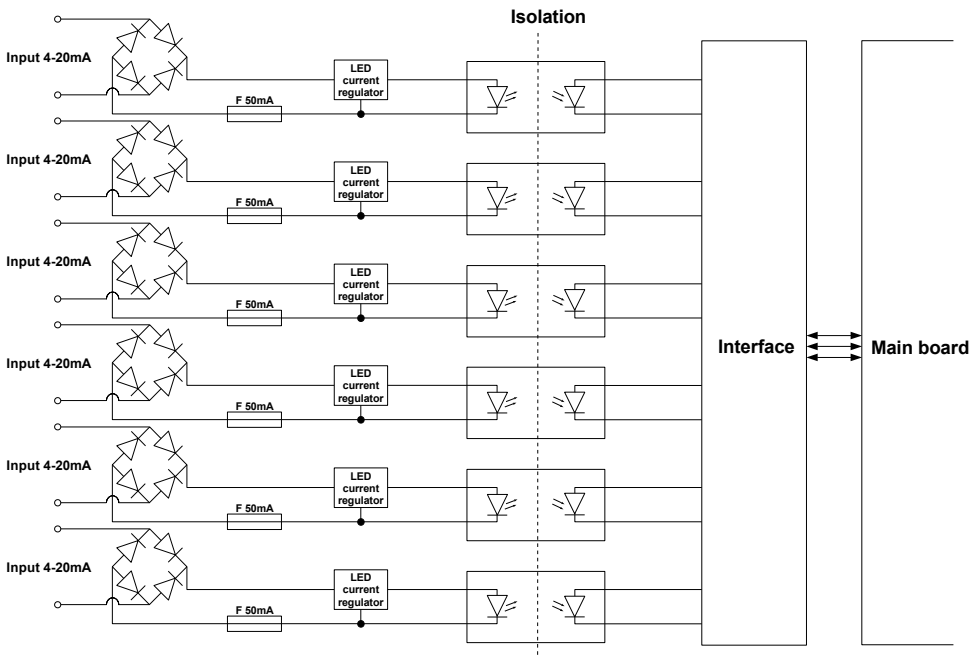 Isolation
Input 4-20mA
LED
current
regulator
F 50mA
Input 4-20mA
LED
current
regulator
F 50mA
Input 4-20mA
LED
current
regulator
F 50mA
Interface
Main board
Input 4-20mA
LED
current
regulator
F 50mA
Input 4-20mA
LED
current
regulator
F 50mA
Input 4-20mA
LED
current
regulator
F 50mA